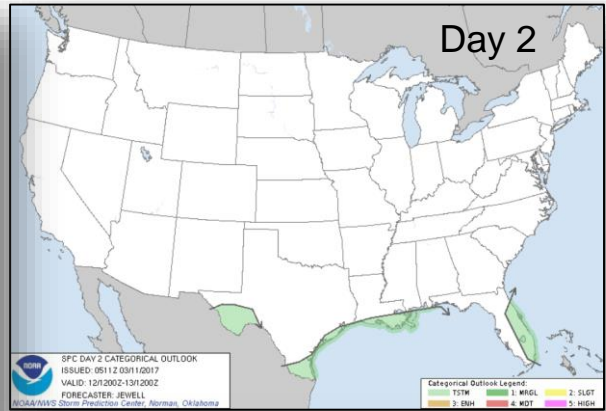 Day 2
NOAA
SPC DAY 2 CATEGORICAL OUTLOOK
ISSUED: 0511Z 03/11/2017
VALID: 12/1200Z-13/1200Z
FORECASTER: JEWELL
NOAA/NWS Storm Prediction Center, Norman, Oklahoma
Categorical Outlook Legend:
TSTM 1: MRGL 2: SLGT
3: ENH 4: MDT 5: HIGH